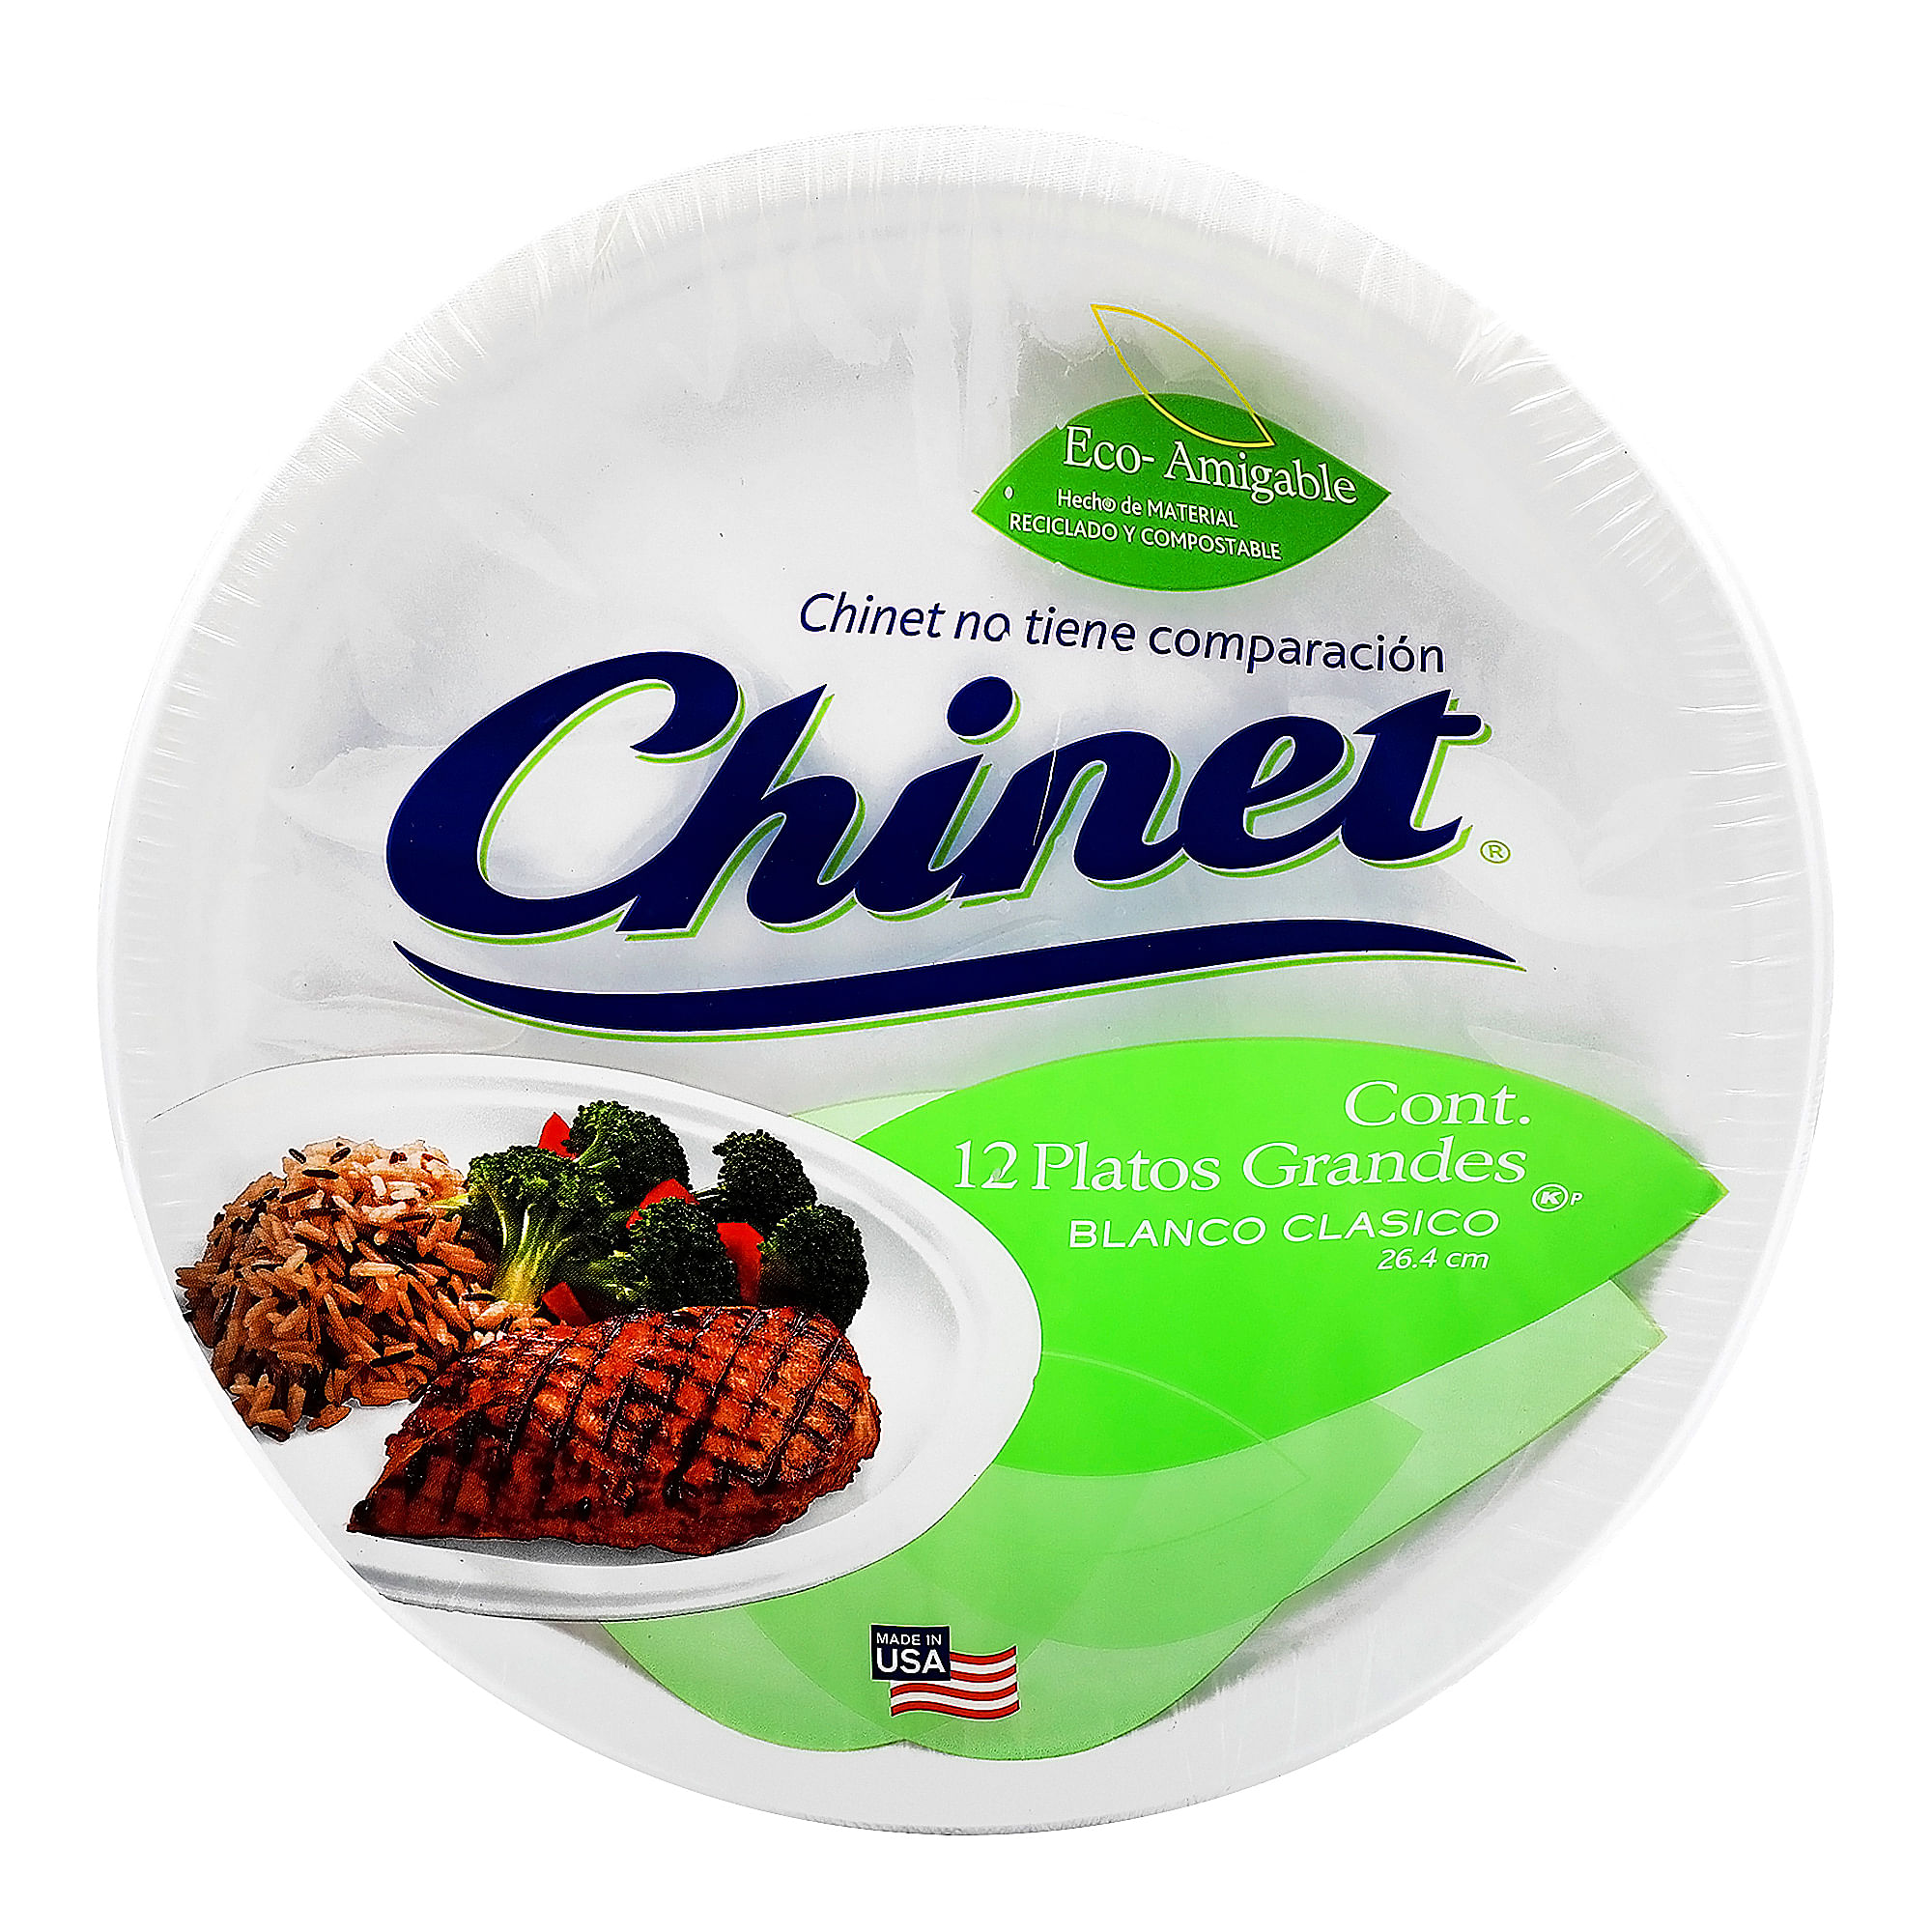 Eco- Amigable
Hecho de MATERIAL
RECICLADO Y COMPOSTABLE
Chinet no tiene comparación
Chinet®
Cont.
12 Platos Grandes
K P
BLANCO CLASICO
26.4 cm
MADE IN
USA